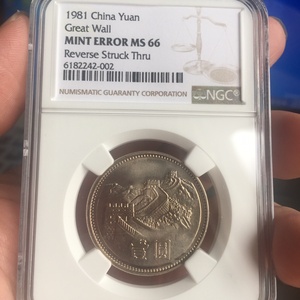 1981 China Yuan
Great Wall
MINT ERROR MS 66
Reverse Struck Thru
6182242-002
NUMISMATIC GUARANTY CORPORATION
NGC®
壹圆